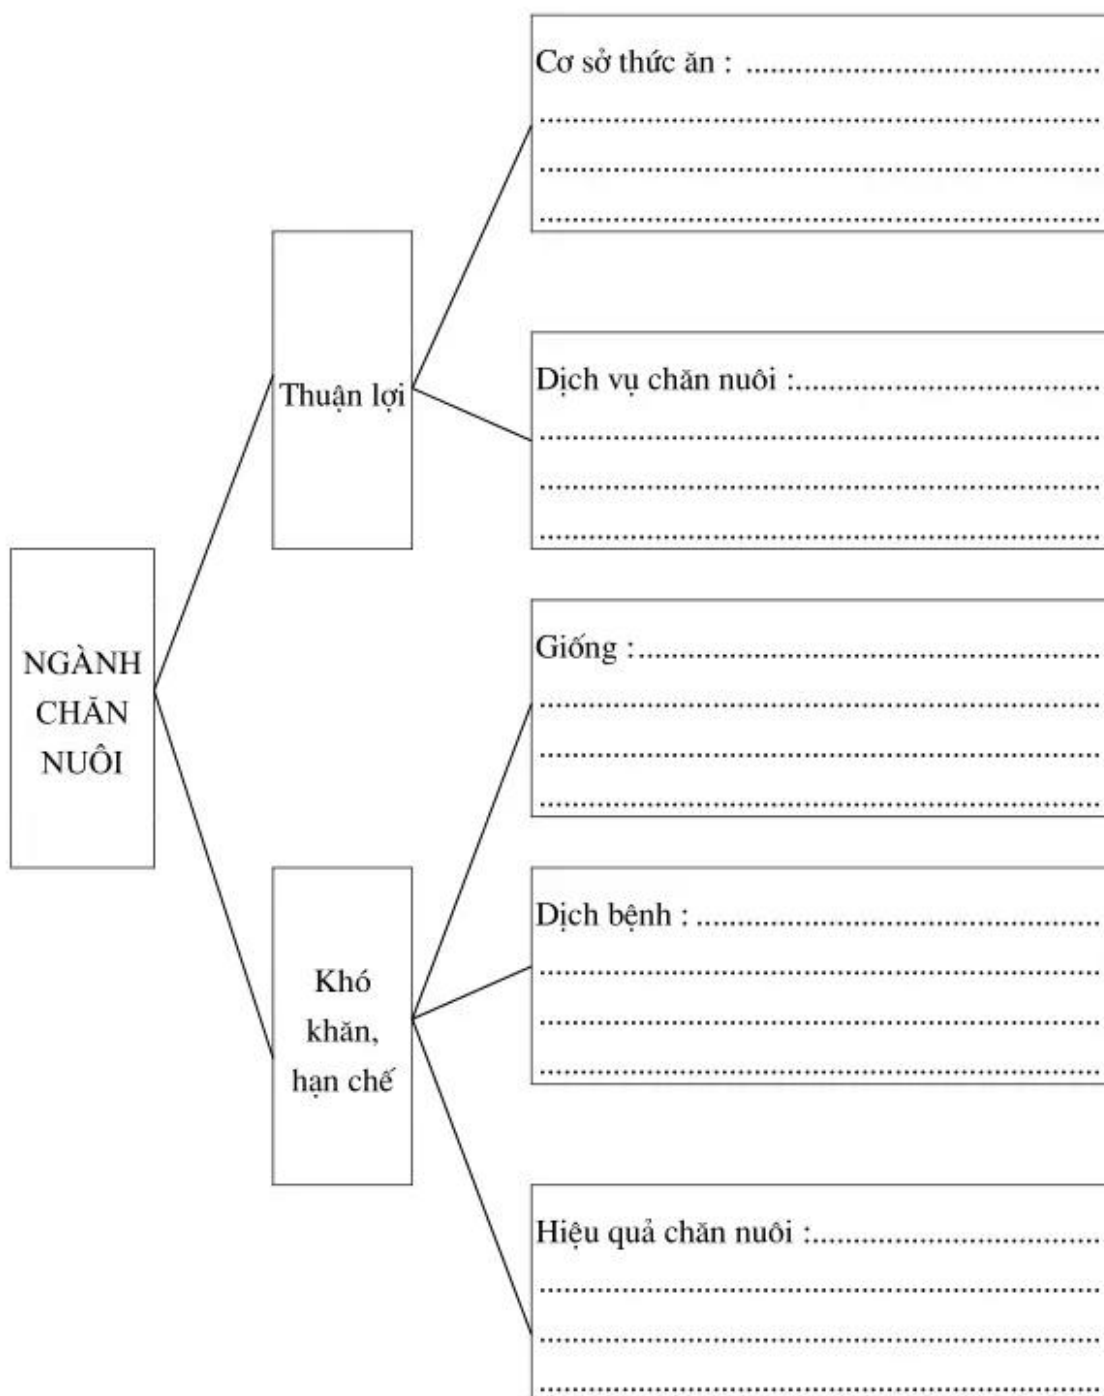 Cơ sở thức ăn : ............................................
....................................................................
....................................................................
....................................................................
Thuận lợi
Dịch vụ chăn nuôi :.....................................
....................................................................
....................................................................
....................................................................
NGÀNH
CHĂN
NUÔI
Giống :........................................................
....................................................................
....................................................................
....................................................................
Khó
khăn,
hạn chế
Dịch bệnh : .................................................
....................................................................
....................................................................
....................................................................
Hiệu quả chăn nuôi :...................................
....................................................................
....................................................................
....................................................................